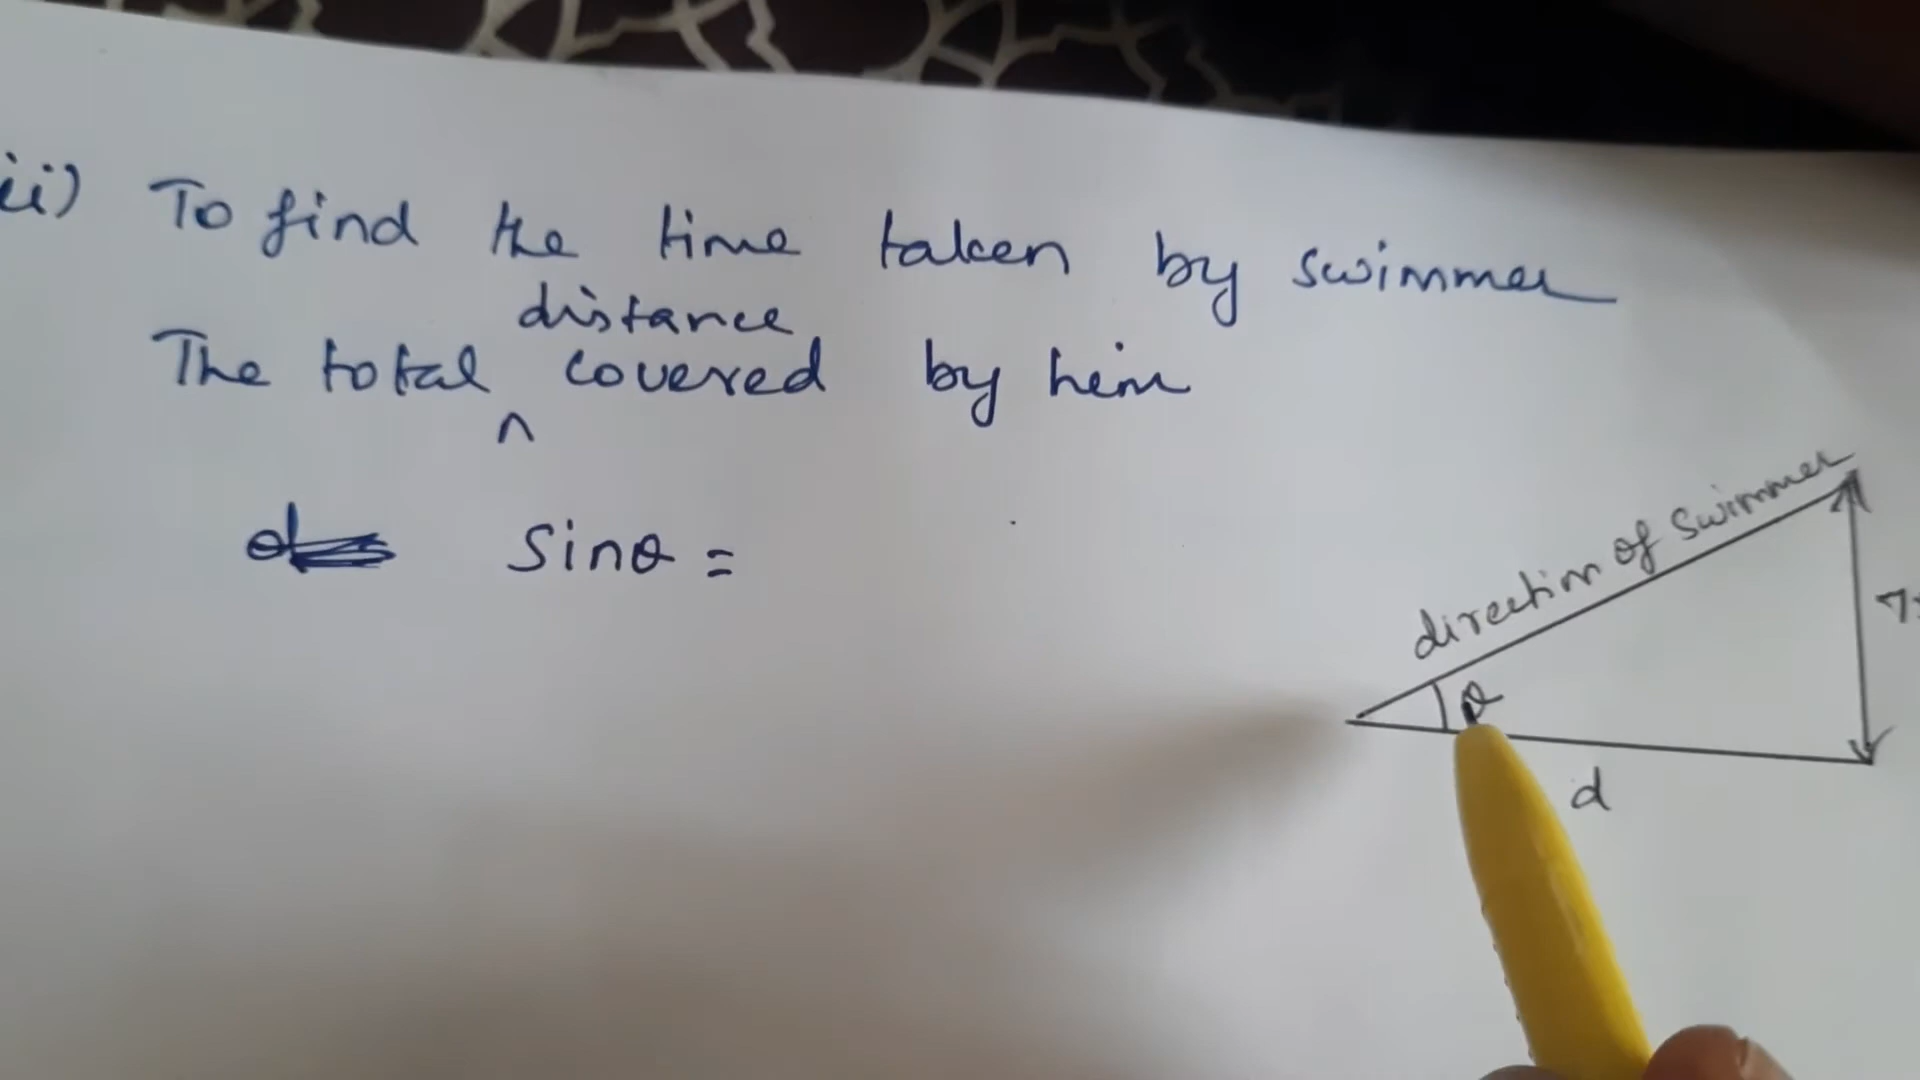 ii) To find the time taken by swimmer
distance
The total ^ covered by him
Sinθ =
direction of swimmer
θ
d